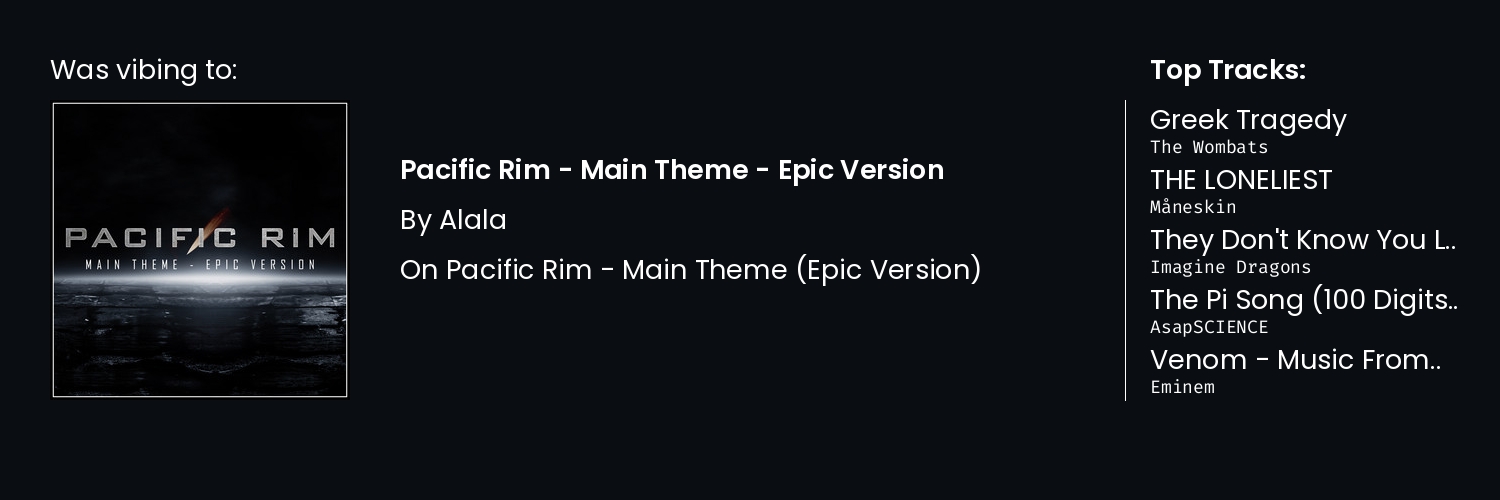 Was vibing to:
PACIFIC RIM
MAIN THEME - EPIC VERSION
Pacific Rim - Main Theme - Epic Version
By Alala
On Pacific Rim - Main Theme (Epic Version)
Top Tracks:
Greek Tragedy
The Wombats
THE LONELIEST
Måneskin
They Don't Know You L..
Imagine Dragons
The Pi Song (100 Digits..
AsapSCIENCE
Venom - Music From..
Eminem